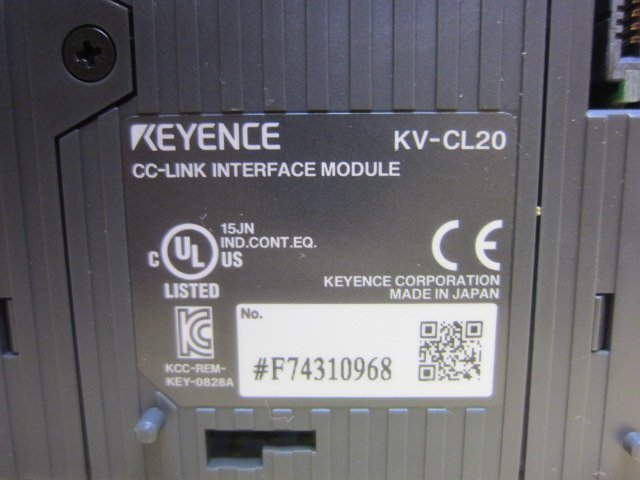 KEYENCE KV-CL20
CC-LINK INTERFACE MODULE
15JN
IND.CONT.EQ.
C UL US
LISTED
CE
KEYENCE CORPORATION
MADE IN JAPAN
KC
KCC-REM-
KEY-0828A
No.
#F74310968